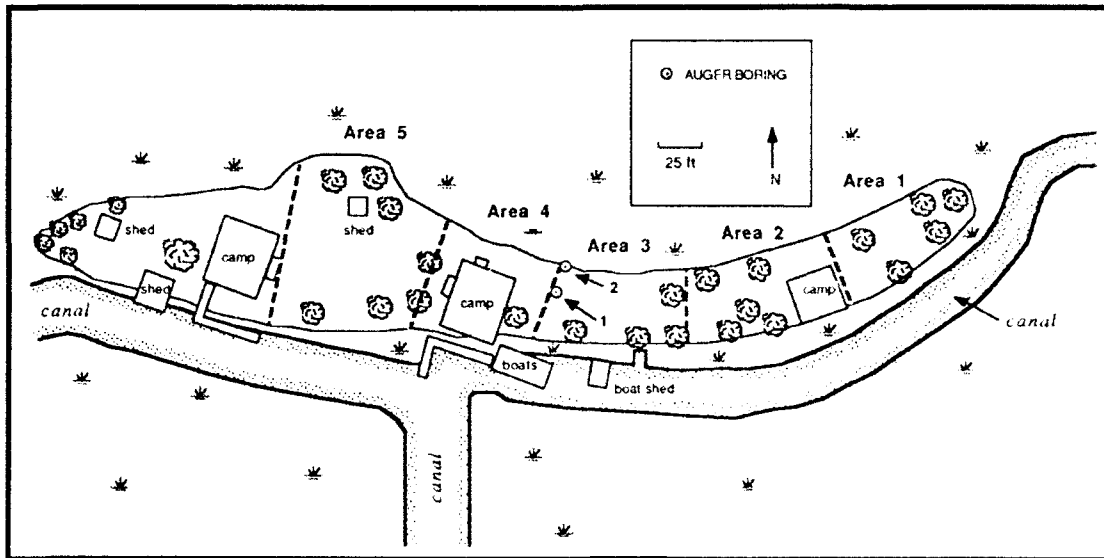 AUGER BORING
25 ft
N
Area 5
Area 4
Area 3
Area 2
Area 1
shed
camp
shed
shed
camp
2
1
camp
canal
boats
boat shed
canal
canal